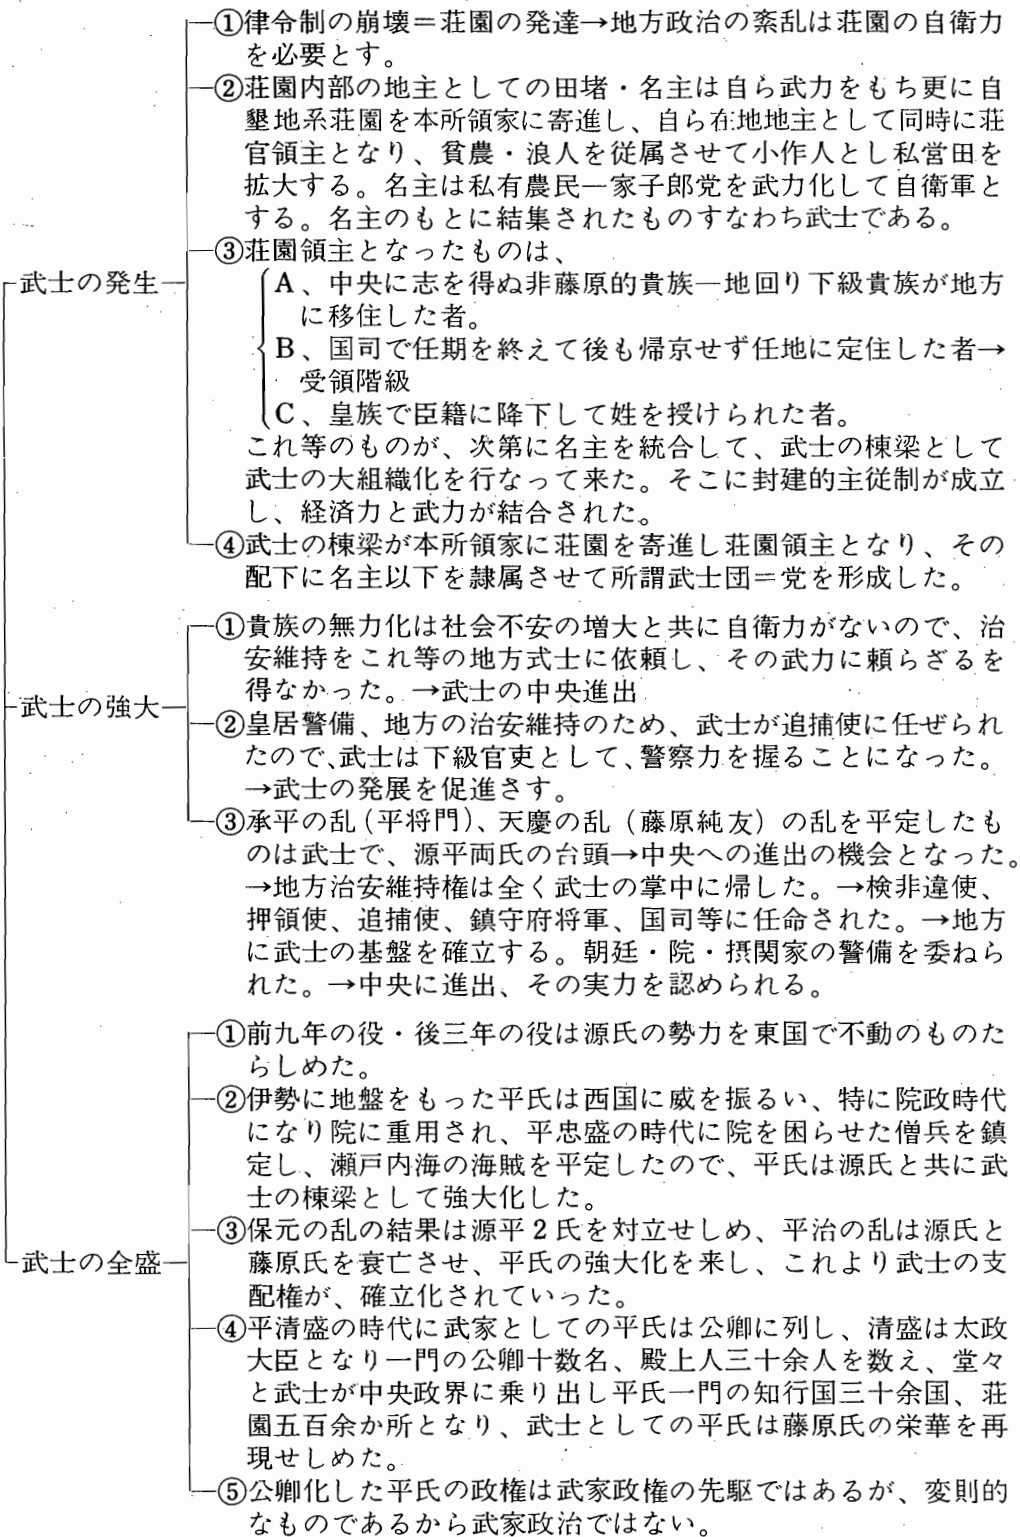 ①律令制の崩壊＝荘園の発達→地方政治の紊乱は荘園の自衛力
を必要とす。
②荘園内部の地主としての田堵・名主は自ら武力をもち更に自
墾地系荘園を本所領家に寄進し、自ら在地地主として同時に荘
官領主となり、貧農・浪人を従属させて小作人とし私営田を
拡大する。名主は私有農民―家子郎党を武力化して自衛軍と
する。名主のもとに結集されたものすなわち武士である。
③荘園領主となったものは、
武士の発生
A、中央に志を得ぬ非藤原的貴族―地回り下級貴族が地方
に移住した者。
B、国司で任期を終えて後も帰京せず任地に定住した者→
受領階級
C、皇族で臣籍に降下して姓を授けられた者。
これ等のものが、次第に名主を統合して、武士の棟梁として
武士の大組織化を行なって来た。そこに封建的主従制が成立
し、経済力と武力が結合された。
④武士の棟梁が本所領家に荘園を寄進し荘園領主となり、その
配下に名主以下を隷属させて所謂武士団＝党を形成した。
①貴族の無力化は社会不安の増大と共に自衛力がないので、治
安維持をこれ等の地方式士に依頼し、その武力に頼らざるを
得なかった。→武士の中央進出
武士の強大
②皇居警備、地方の治安維持のため、武士が追捕使に任ぜられ
たので、武士は下級官吏として、警察力を握ることになった。
→武士の発展を促進さす。
③承平の乱（平将門）、天慶の乱（藤原純友）の乱を平定したも
のは武士で、源平両氏の台頭→中央への進出の機会となった。
→地方治安維持権は全く武士の掌中に帰した。→検非違使、
押領使、追捕使、鎮守府将軍、国司等に任命された。→地方
に武士の基盤を確立する。朝廷・院・摂関家の警備を委ねら
れた。→中央に進出、その実力を認められる。
①前九年の役・後三年の役は源氏の勢力を東国で不動のものた
らしめた。
②伊勢に地盤をもった平氏は西国に威を振るい、特に院政時代
になり院に重用され、平忠盛の時代に院を困らせた僧兵を鎮
定し、瀬戸内海の海賊を平定したので、平氏は源氏と共に武
士の棟梁として強大化した。
③保元の乱の結果は源平2氏を対立せしめ、平治の乱は源氏と
武士の全盛
藤原氏を衰亡させ、平氏の強大化を来し、これより武士の支
配権が、確立化されていった。
④平清盛の時代に武家としての平氏は公卿に列し、清盛は太政
大臣となり一門の公卿十数名、殿上人三十余人を数え、堂々
と武士が中央政界に乗り出し平氏一門の知行国三十余国、荘
園五百余か所となり、武士としての平氏は藤原氏の栄華を再
現せしめた。
⑤公卿化した平氏の政権は武家政権の先駆ではあるが、変則的
なものであるから武家政治ではない。